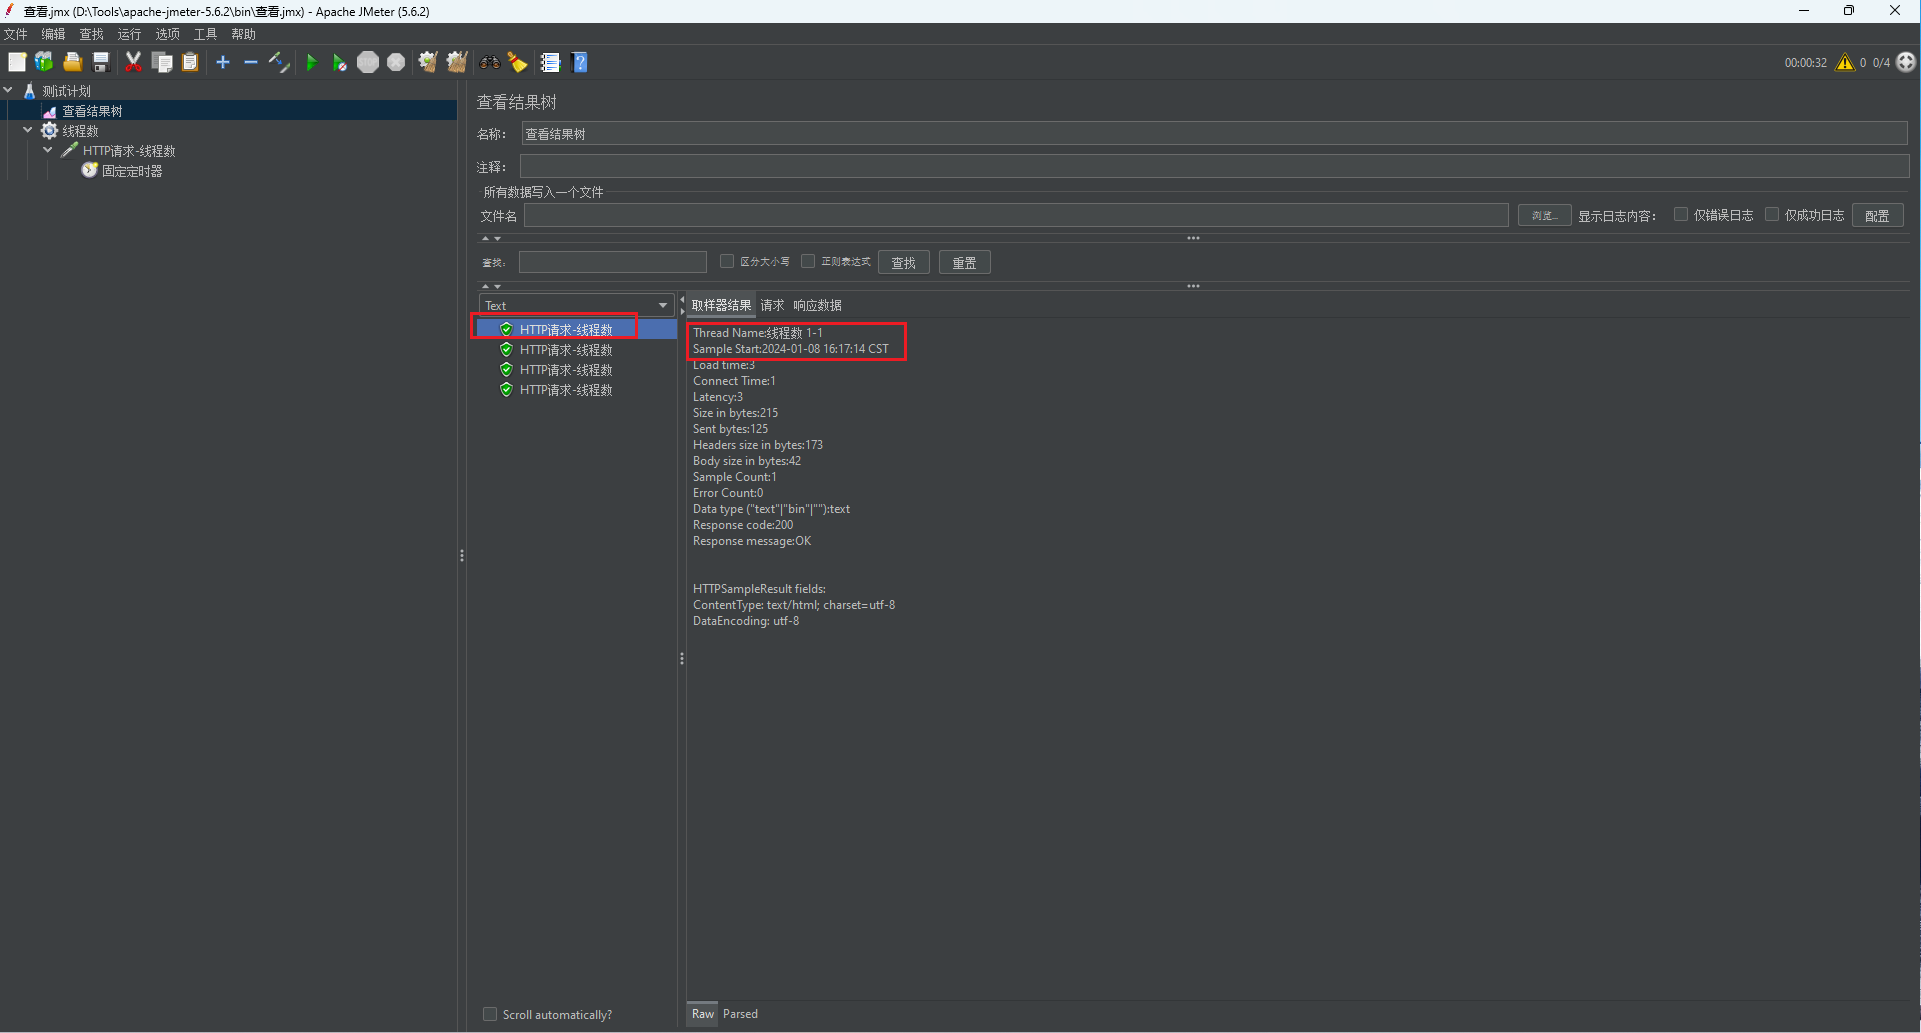 查看.jmx (D:\Tools\apache-jmeter-5.6.2\bin\查看.jmx) - Apache JMeter (5.6.2)
文件 编辑 查找 运行 选项 工具 帮助
STOP
00:00:32 0 0/4
测试计划
查看结果树
线程数
HTTP请求-线程数
固定定时器
查看结果树
名称: 查看结果树
注释:
所有数据写入一个文件
文件名 浏览... 显示日志内容: 仅错误日志 仅成功日志 配置
查找: 区分大小写 正则表达式 查找 重置
Text
HTTP请求-线程数
HTTP请求-线程数
HTTP请求-线程数
HTTP请求-线程数
取样器结果 请求 响应数据
Thread Name:线程数 1-1
Sample Start:2024-01-08 16:17:14 CST
Load time:3
Connect Time:1
Latency:3
Size in bytes:215
Sent bytes:125
Headers size in bytes:173
Body size in bytes:42
Sample Count:1
Error Count:0
Data type ("text"|"bin"|""):text
Response code:200
Response message:OK
HTTPSampleResult fields:
ContentType: text/html; charset=utf-8
DataEncoding: utf-8
Scroll automatically?
Raw Parsed